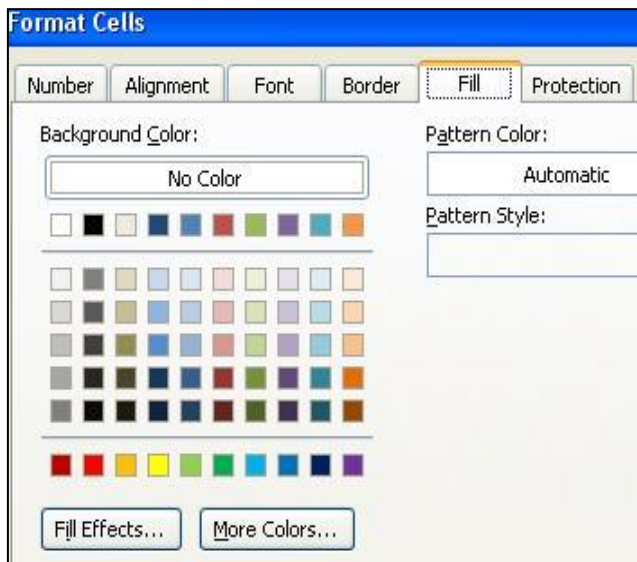 Format Cells
Number Alignment Font Border Fill Protection
Background Color:
No Color
Pattern Color:
Automatic
Pattern Style:
Fill Effects... More Colors...